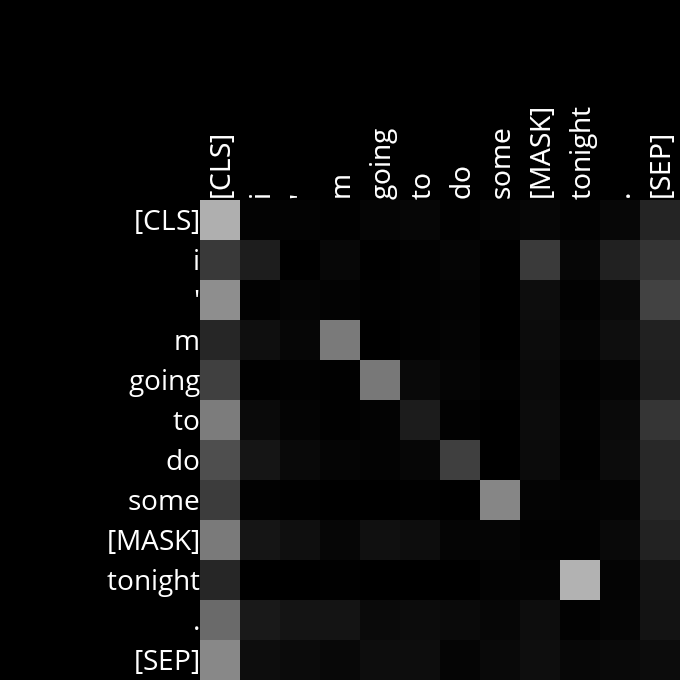 [CLS] i ' m going to do some [MASK] tonight . [SEP]
[CLS]
i
'
m
going
to
do
some
[MASK]
tonight
.
[SEP]